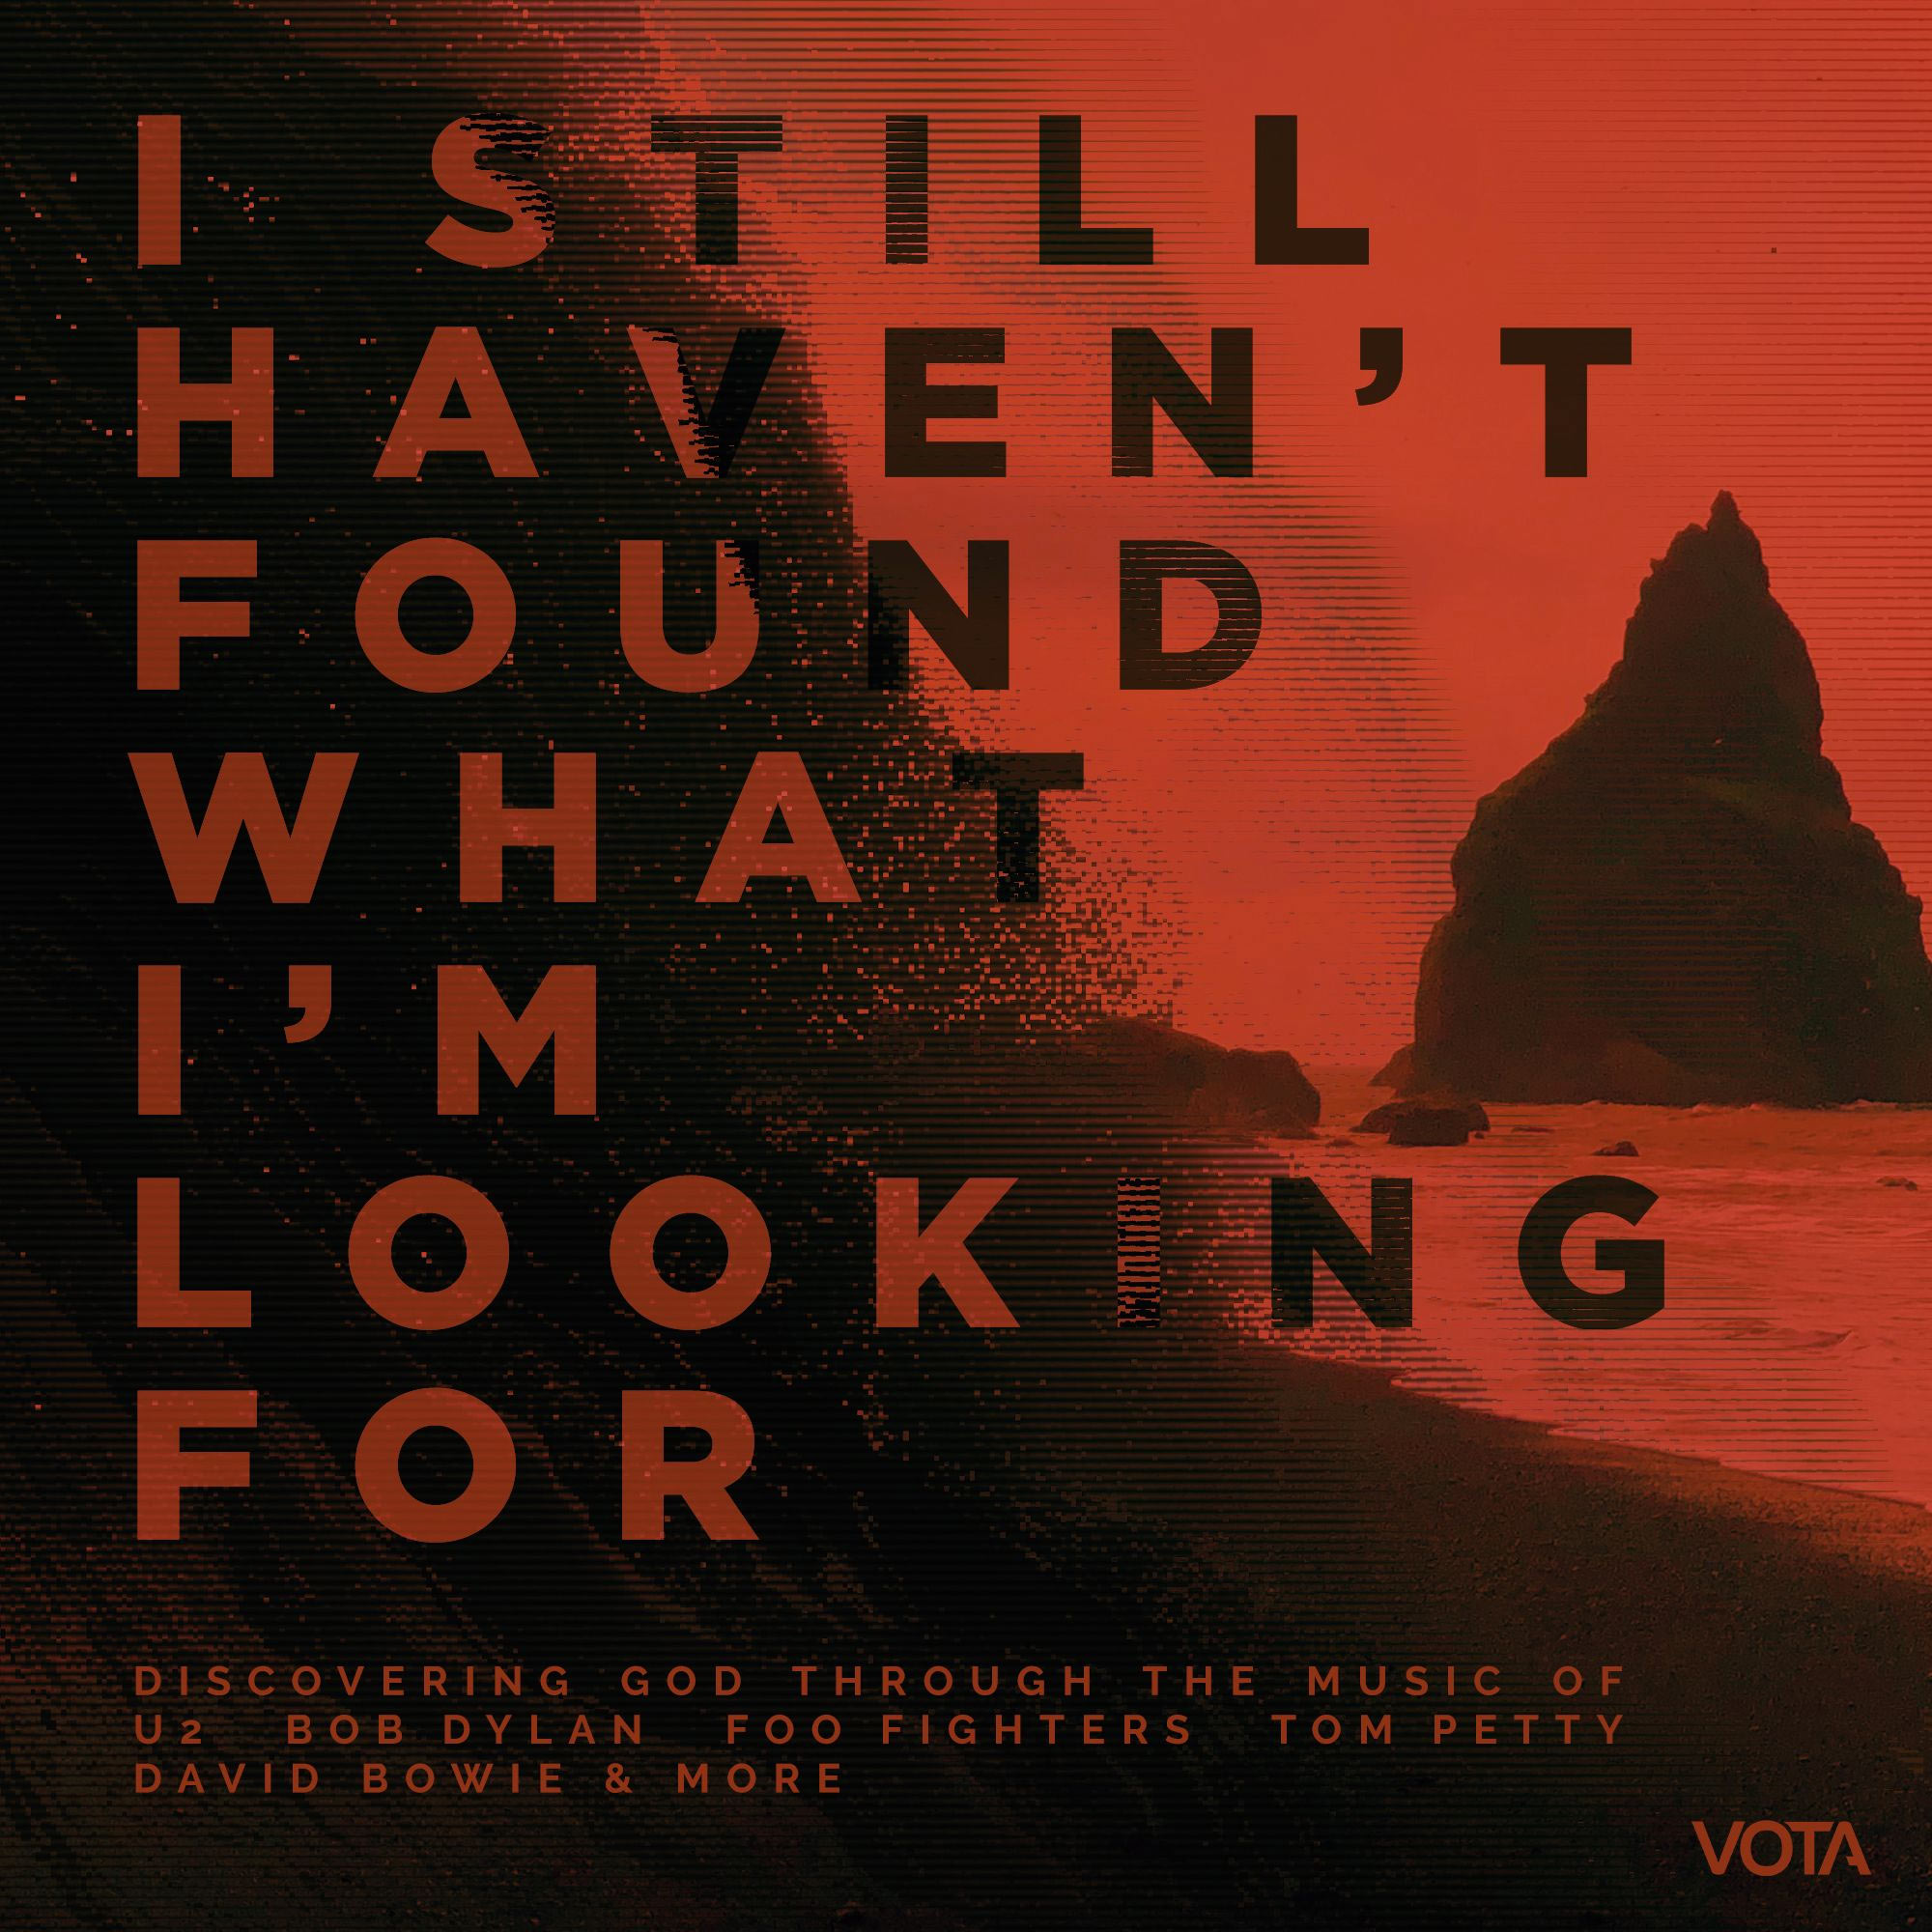 I STILL
HAVEN’T
FOUND
WHAT
I’M
LOOKING
FOR
DISCOVERING GOD THROUGH THE MUSIC OF
U2 BOB DYLAN FOO FIGHTERS TOM PETTY
DAVID BOWIE & MORE
VOTA